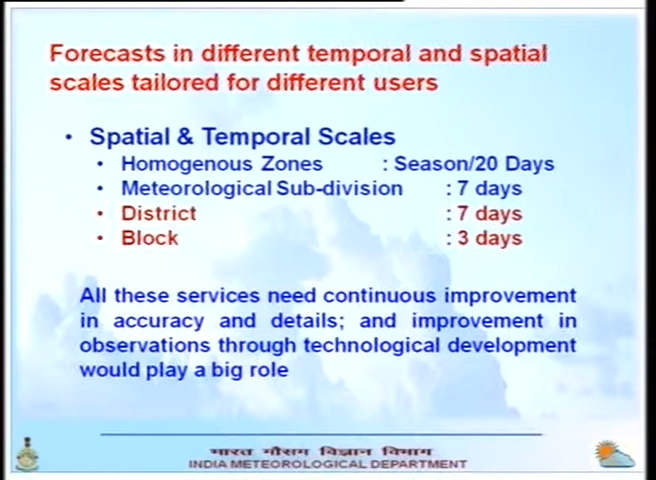 Forecasts in different temporal and spatial
scales tailored for different users
• Spatial & Temporal Scales
• Homogenous Zones : Season/20 Days
• Meteorological Sub-division : 7 days
• District : 7 days
• Block : 3 days
All these services need continuous improvement
in accuracy and details; and improvement in
observations through technological development
would play a big role
भारत मौसम विज्ञान विभाग
INDIA METEOROLOGICAL DEPARTMENT